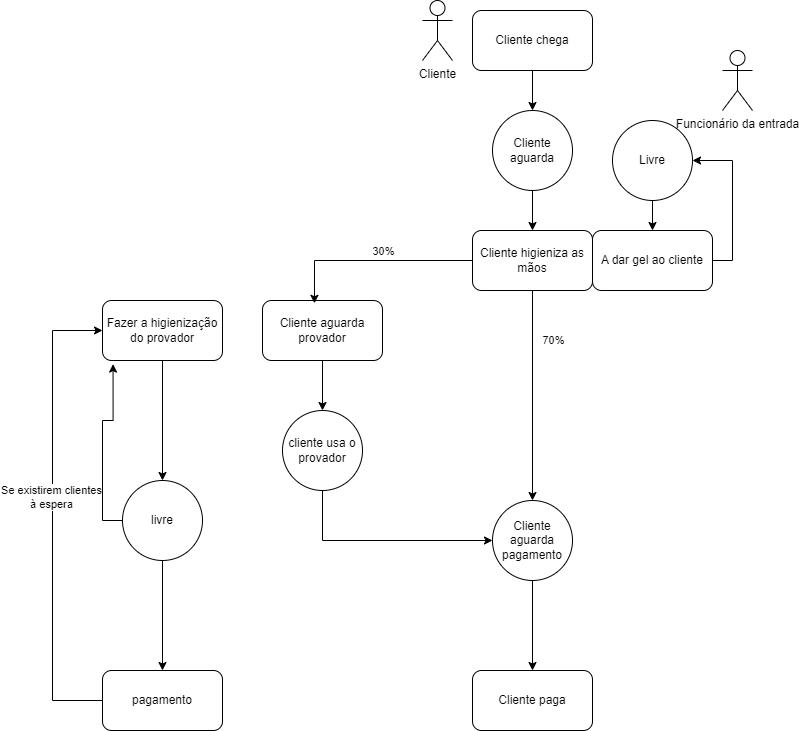 Cliente chega
Cliente
Funcionário da entrada
Cliente
aguarda
Livre
Cliente higieniza as
mãos
A dar gel ao cliente
30%
70%
Fazer a higienização
do provador
Cliente aguarda
provador
cliente usa o
provador
Se existirem clientes
à espera
livre
Cliente
aguarda
pagamento
pagamento
Cliente paga